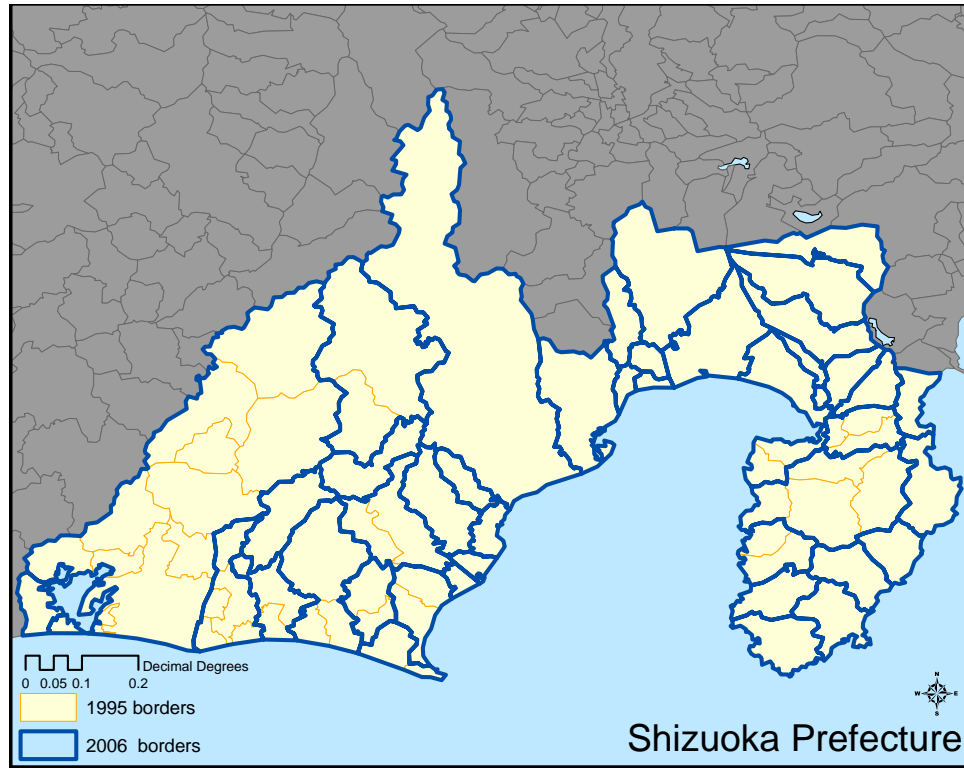 Decimal Degrees
0 0.05 0.1 0.2
1995 borders
2006 borders
N
W E
S
Shizuoka Prefecture